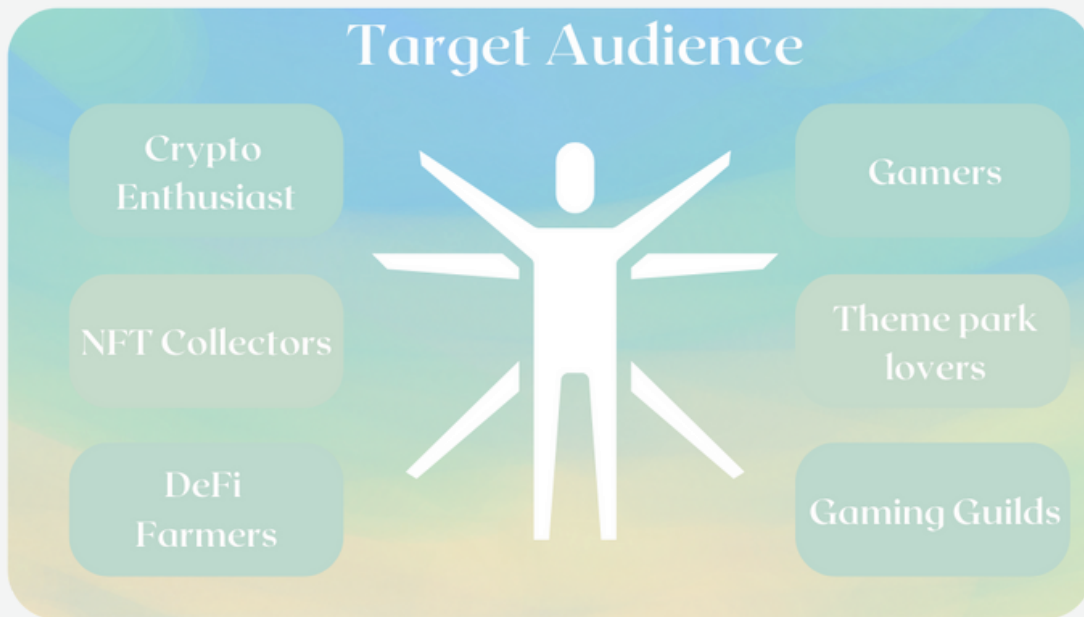 Target Audience
Crypto
Enthusiast
NFT Collectors
DeFi
Farmers
Gamers
Theme park
lovers
Gaming Guilds